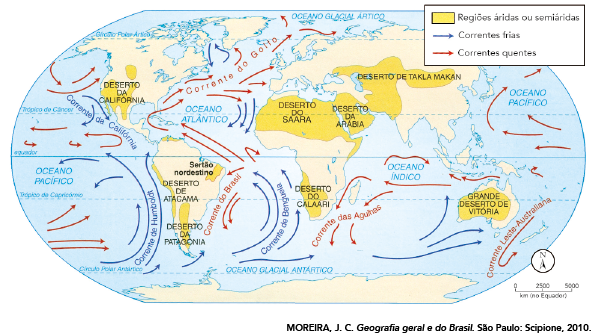 OCEANO GLACIAL ÁRTICO
Regiões áridas ou semiáridas
Correntes frias
Correntes quentes
Círculo Polar Ártico
Corrente do Golfo
DESERTO
DA
CALIFÓRNIA
DESERTO DE TAKLA MAKAN
OCEANO
PACÍFICO
Trópico de Câncer
Corrente da Califórnia
OCEANO
ATLÂNTICO
DESERTO
DO
SAARA
DESERTO
DA
ARÁBIA
equador
OCEANO
PACÍFICO
Sertão
nordestino
OCEANO
ÍNDICO
Trópico de Capricórnio
Corrente de Humboldt
DESERTO
DE
ATACAMA
Corrente do Brasil
Corrente de Benguela
DESERTO
DO
CALAARI
Corrente das Agulhas
GRANDE
DESERTO DE
VITÓRIA
Corrente Leste-Australiana
DESERTO
DA
PATAGÔNIA
Círculo Polar Antártico
OCEANO GLACIAL ANTÁRTICO
N
0 2500 5000
km (no Equador)
MOREIRA, J. C. Geografia geral e do Brasil. São Paulo: Scipione, 2010.